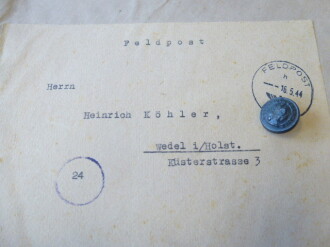 Feldpost
FELDPOST
h
-16.5.44
Herrn
Heinrich Köhler,
Wedel i/Holst.
Küsterstrasse 3
24